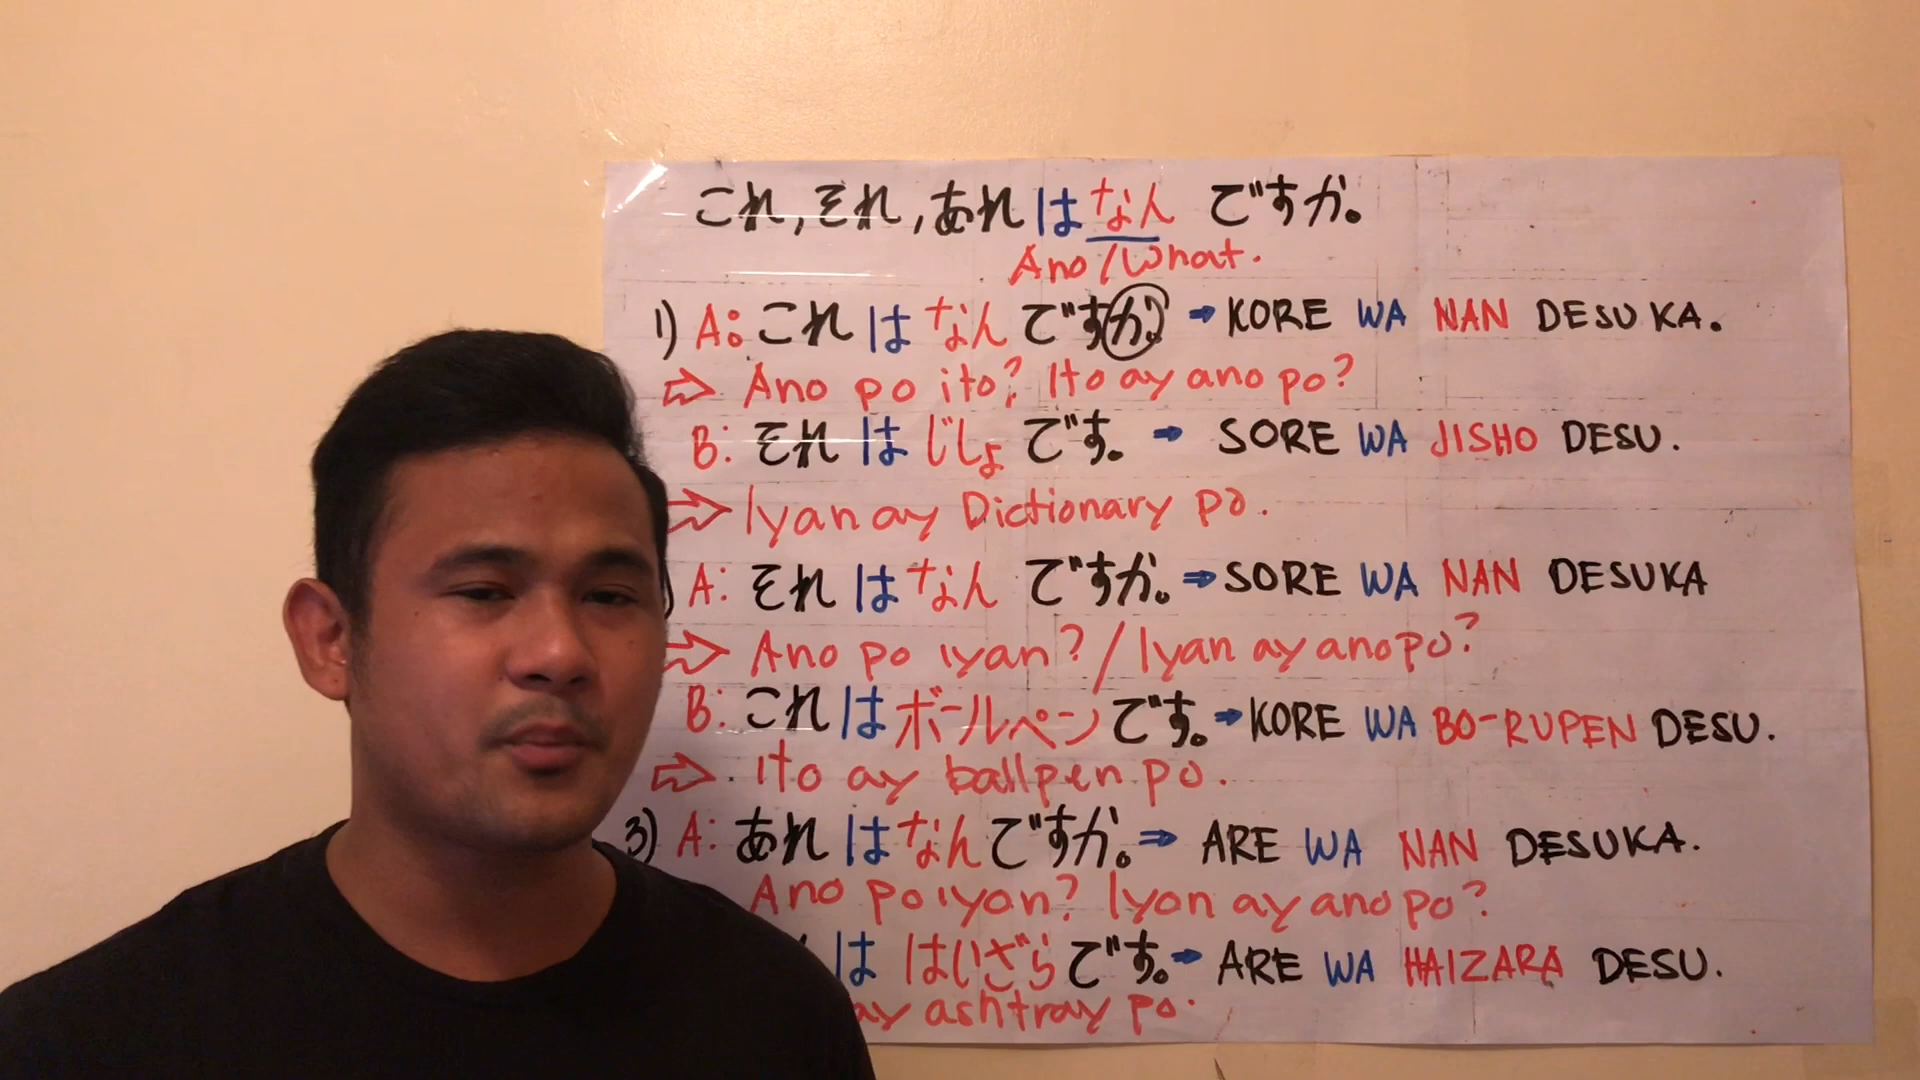 これ,それ,あれはなん ですか。
Ano/What.
1) A: これ は なん ですか。 → KORE WA NAN DESU KA.
⇨ Ano po ito? Ito ay ano po?
B: それ は じしょ です。 → SORE WA JISHO DESU.
⇨ Iyan ay Dictionary po.
) A: それ は なん ですか。 ⇒ SORE WA NAN DESUKA
⇨ Ano po iyan? / Iyan ay ano po?
B: これ は ボールペン です。 → KORE WA BO-RUPEN DESU.
⇨ Ito ay ballpen po.
3) A: あれ は なん ですか。 ⇒ ARE WA NAN DESUKA.
Ano po iyon? Iyon ay ano po?
は はいざら です。 → ARE WA HAIZARA DESU.
ay ashtray po.